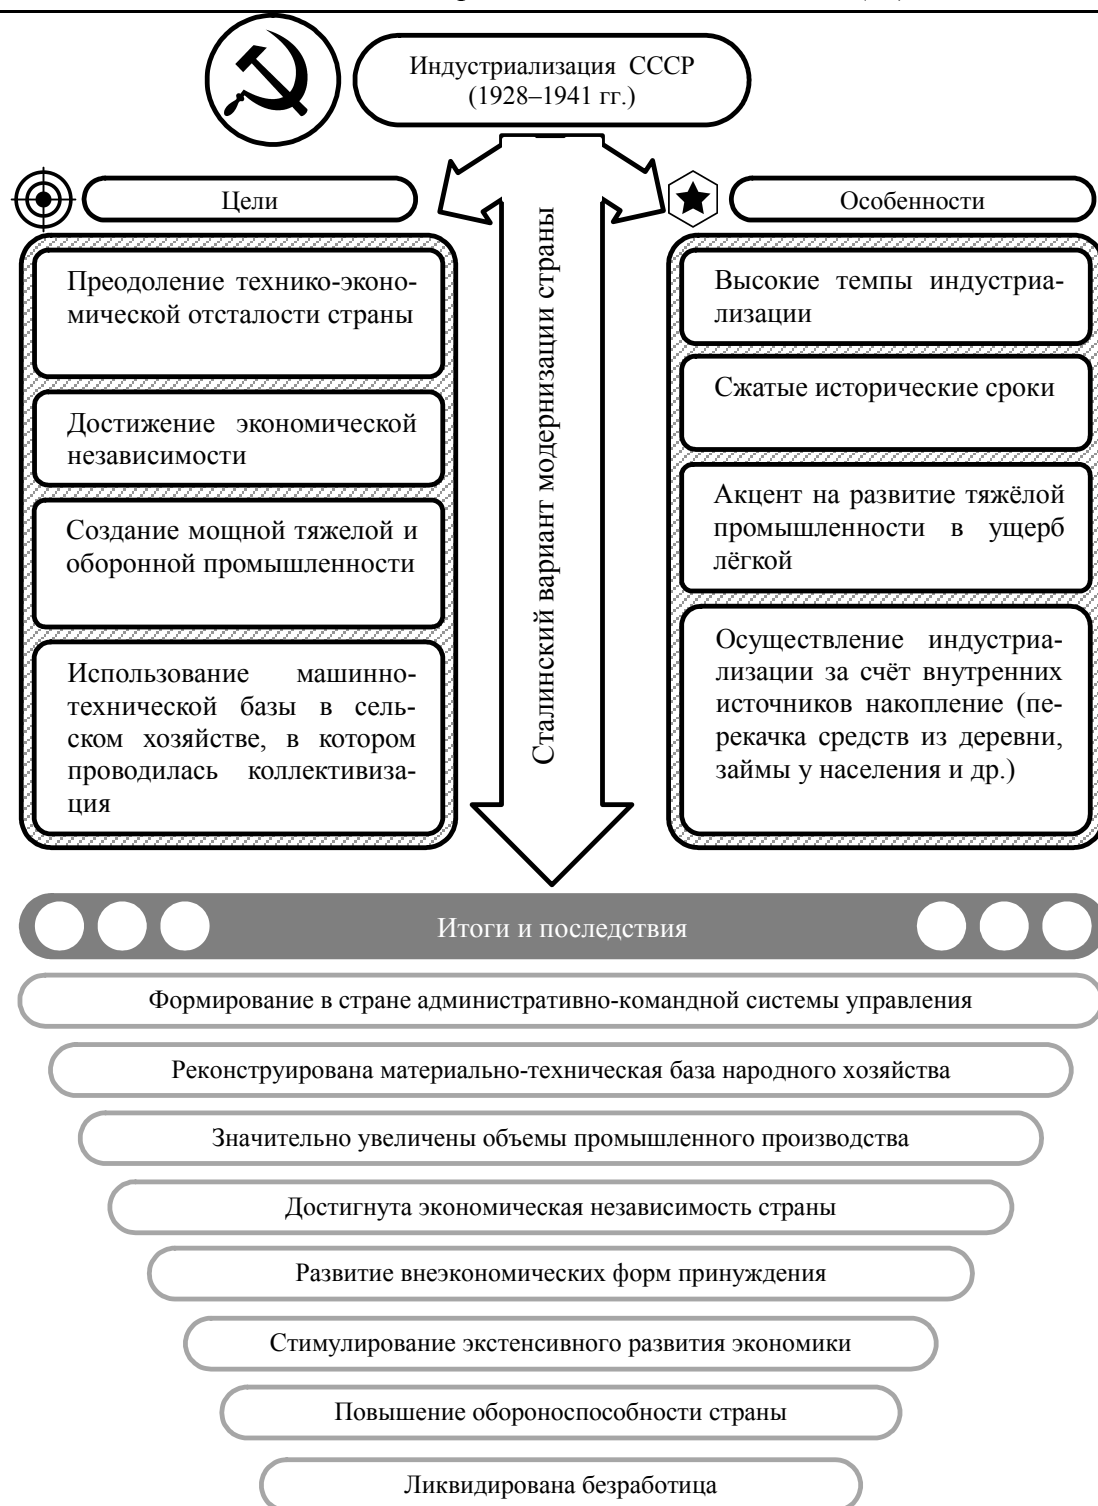 Индустриализация СССР
(1928–1941 гг.)
Цели
Преодоление технико-эконо-
мической отсталости страны
Достижение экономической
независимости
Создание мощной тяжелой и
оборонной промышленности
Использование машинно-
технической базы в сель-
ском хозяйстве, в котором
проводилась коллективиза-
ция
Сталинский вариант модернизации страны
Особенности
Высокие темпы индустриа-
лизации
Сжатые исторические сроки
Акцент на развитие тяжёлой
промышленности в ущерб
лёгкой
Осуществление индустриа-
лизации за счёт внутренних
источников накопление (пе-
рекачка средств из деревни,
займы у населения и др.)
Итоги и последствия
Формирование в стране административно-командной системы управления
Реконструирована материально-техническая база народного хозяйства
Значительно увеличены объемы промышленного производства
Достигнута экономическая независимость страны
Развитие внеэкономических форм принуждения
Стимулирование экстенсивного развития экономики
Повышение обороноспособности страны
Ликвидирована безработица